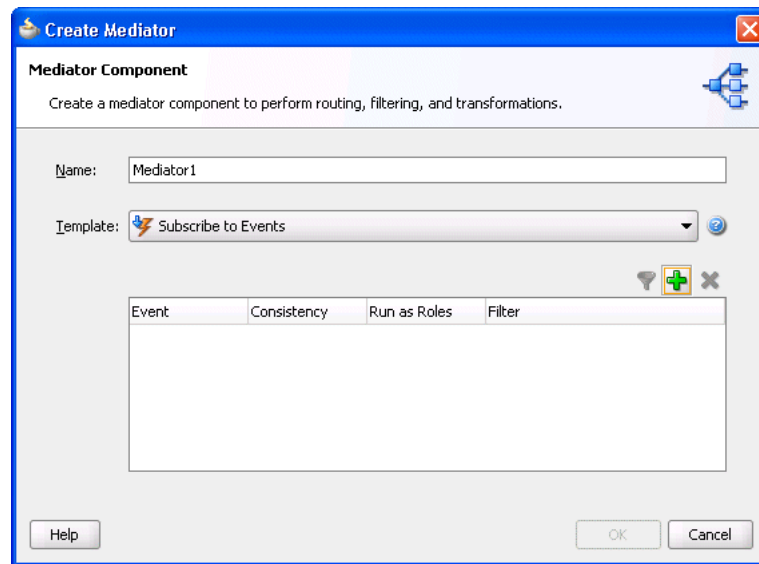 Create Mediator
Mediator Component
Create a mediator component to perform routing, filtering, and transformations.
Name: Mediator1
Template: Subscribe to Events
Event Consistency Run as Roles Filter
Help OK Cancel